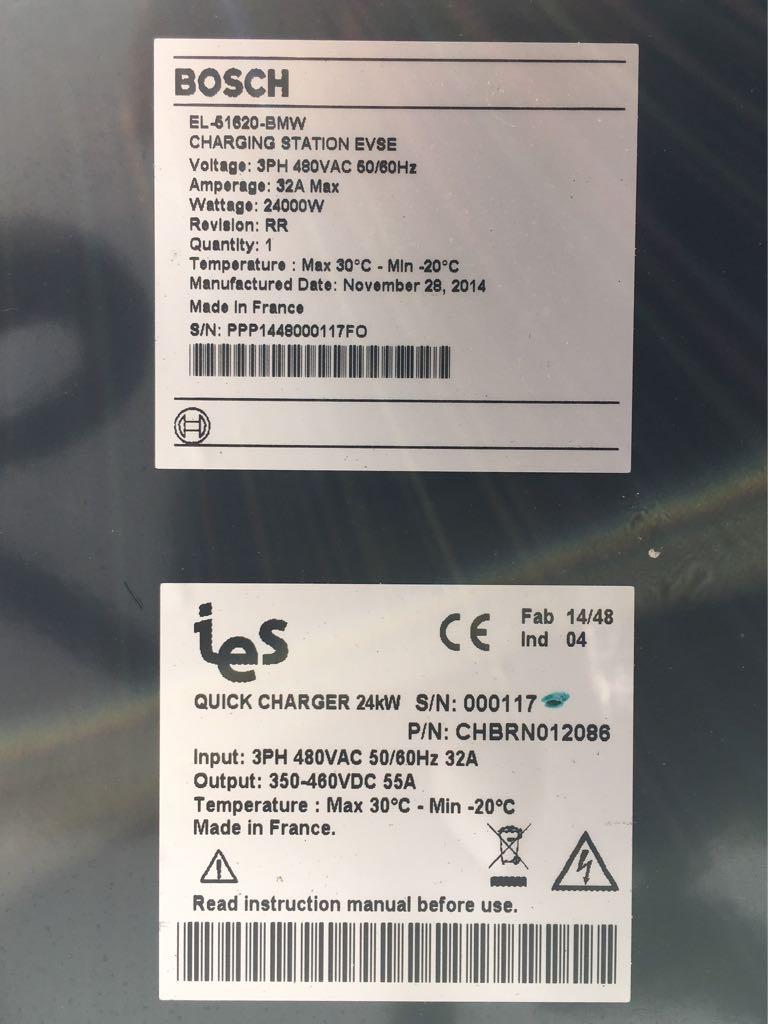 BOSCH
EL-51620-BMW
CHARGING STATION EVSE
Voltage: 3PH 480VAC 50/60Hz
Amperage: 32A Max
Wattage: 24000W
Revision: RR
Quantity: 1
Temperature : Max 30°C - Min -20°C
Manufactured Date: November 28, 2014
Made In France
S/N: PPP1448000117FO
ies
CE
Fab 14/48
Ind 04
QUICK CHARGER 24kW S/N: 000117
P/N: CHBRN012086
Input: 3PH 480VAC 50/60Hz 32A
Output: 350-460VDC 55A
Temperature : Max 30°C - Min -20°C
Made in France.
Read instruction manual before use.